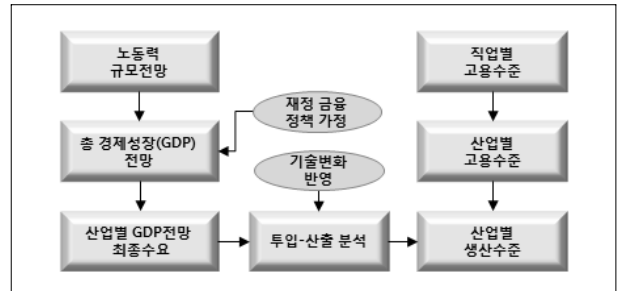 노동력
규모전망
직업별
고용수준
재정 금융
정책 가정
총 경제성장(GDP)
전망
산업별
고용수준
기술변화
반영
산업별 GDP전망
최종수요
투입-산출 분석
산업별
생산수준